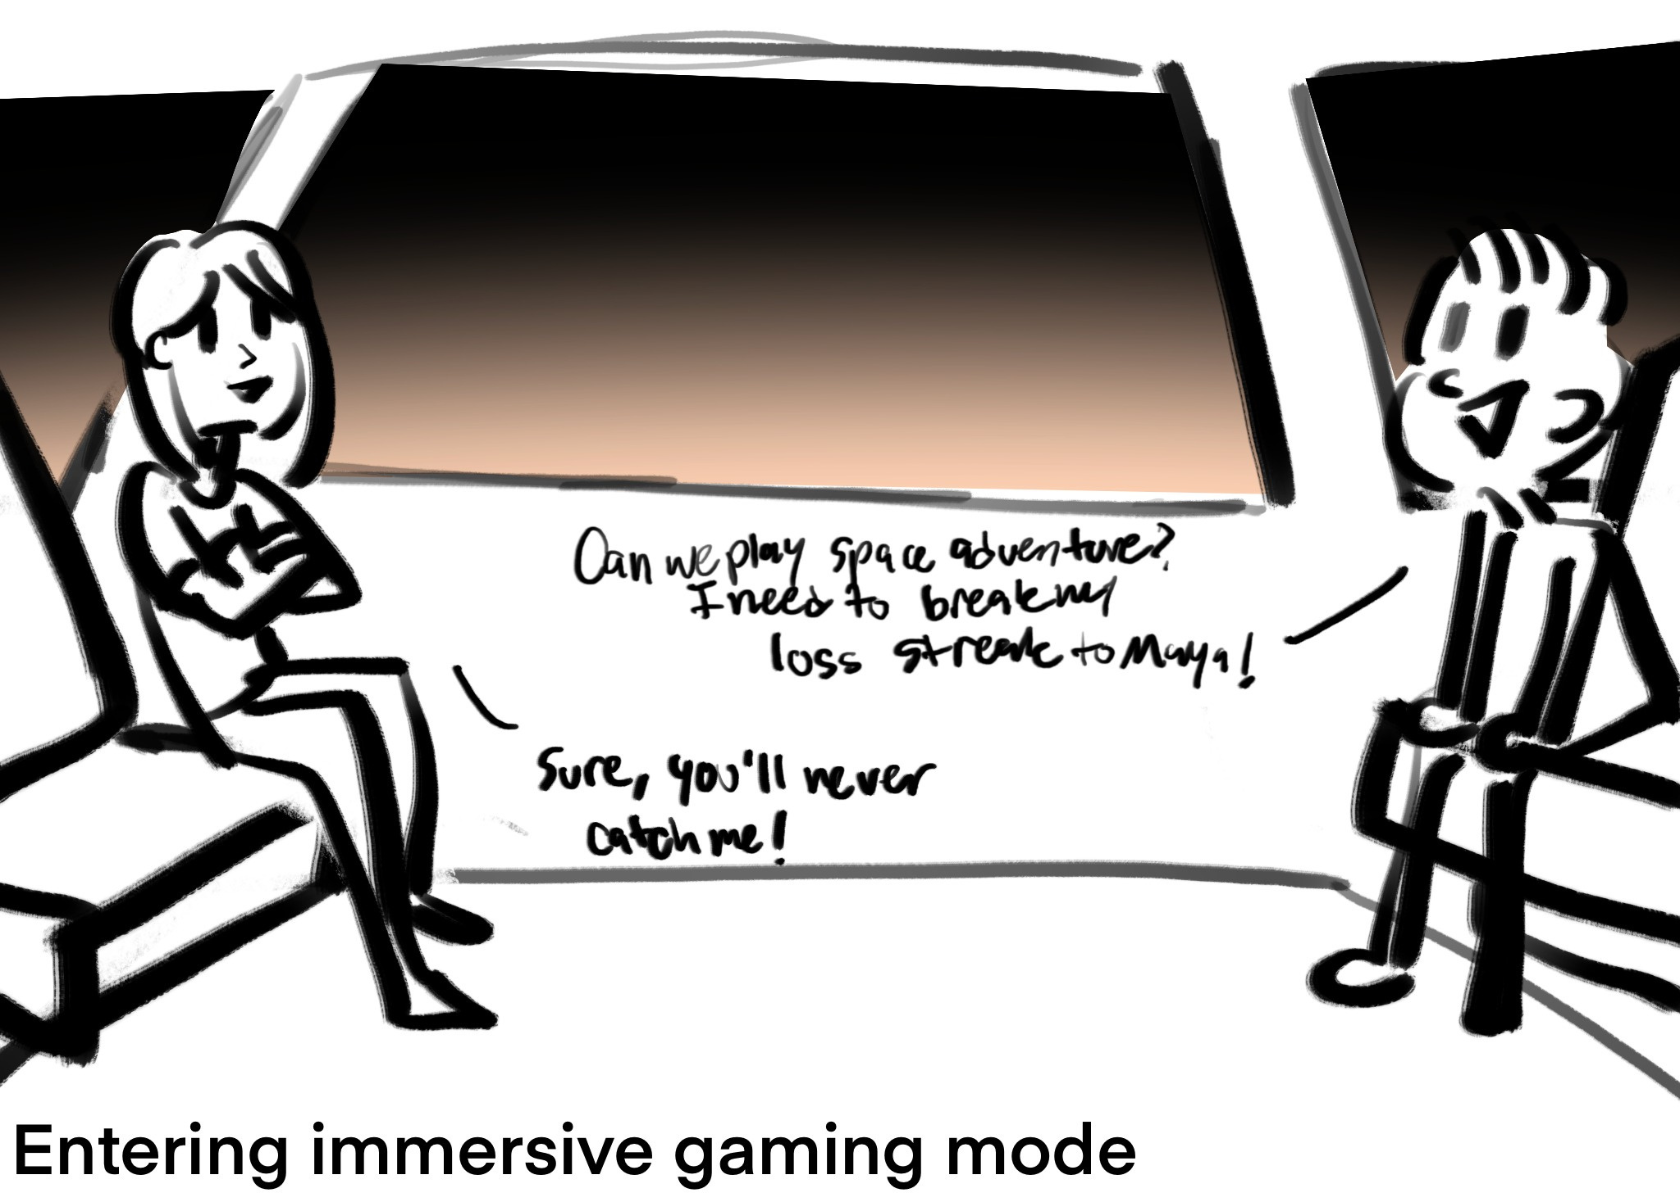 Can we play space adventure?
I need to break my
loss streak to Maya!
Sure, you'll never
catch me!
Entering immersive gaming mode